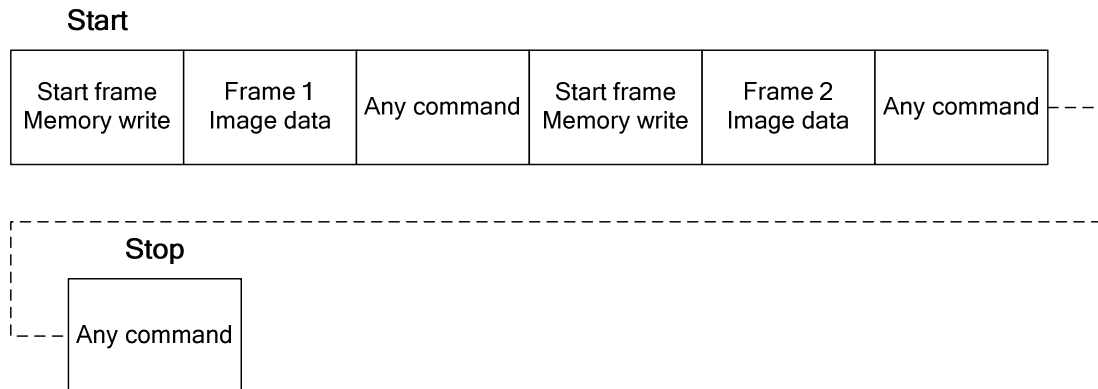 Start
Start frame
Memory write
Frame 1
Image data
Any command
Start frame
Memory write
Frame 2
Image data
Any command
Stop
Any command